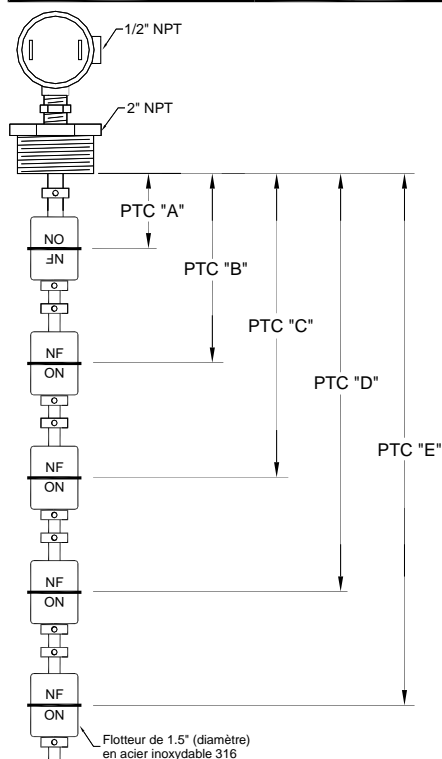 1/2" NPT
2" NPT
PTC "A"
PTC "B"
PTC "C"
PTC "D"
PTC "E"
NO
NF
NF
ON
NF
ON
NF
ON
NF
ON
Flotteur de 1.5" (diamètre)
en acier inoxydable 316